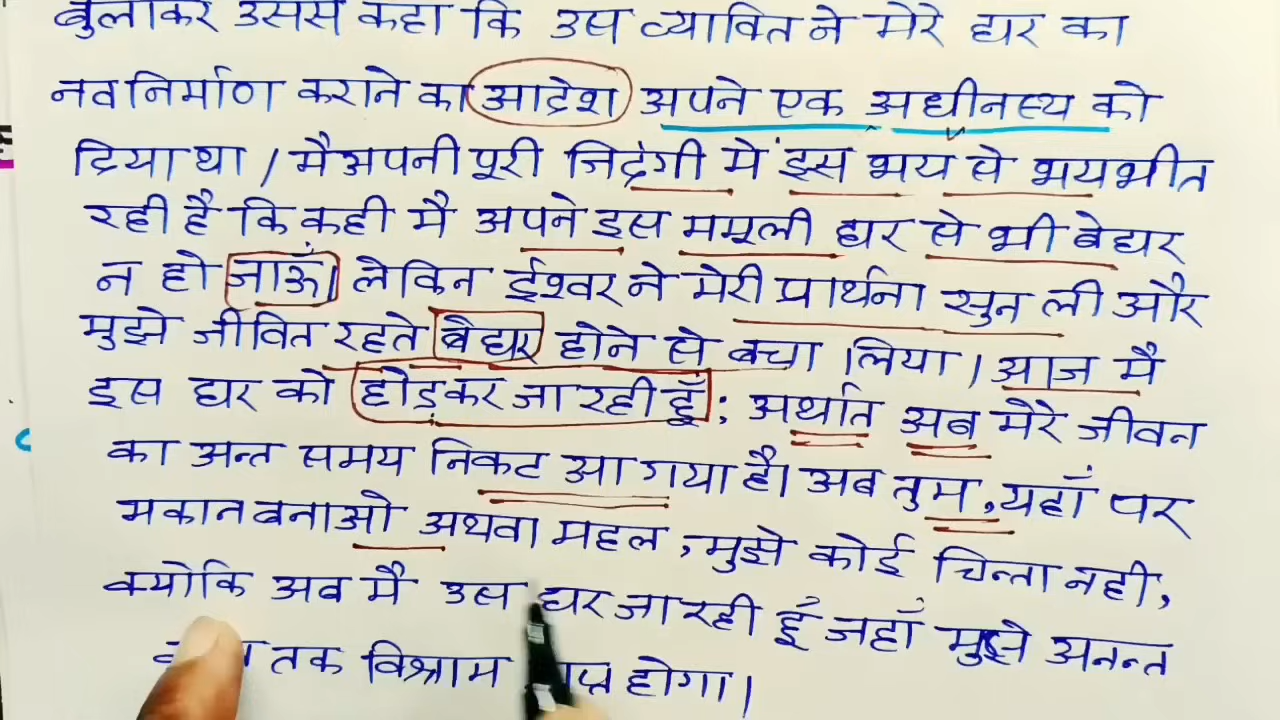 बुलाकर उससे कहा कि उस व्यक्ति ने मेरे घर का
नवनिर्माण कराने का आदेश अपने एक अधीनस्थ को
दिया था / मै अपनी पूरी जिदंगी में इस भय से भयभीत
रही है कि कही मै अपने इस ममूली घर से भी बेघर
न हो जाऊँ। लेकिन ईश्वर ने मेरी प्रार्थना सुन ली और
मुझे जीवित रहते बेघर होने से बचा लिया। आज मै
इस घर को छोड़कर जा रही हूँ; अर्थात अब मेरे जीवन
का अन्त समय निकट आ गया है। अब तुम, यहाँ पर
मकान बनाओ अथवा महल, मुझे कोई चिन्ता नही,
क्योकि अब मै उस घर जा रही हूँ जहाँ मुझे अनन्त
तक विश्राम होगा।